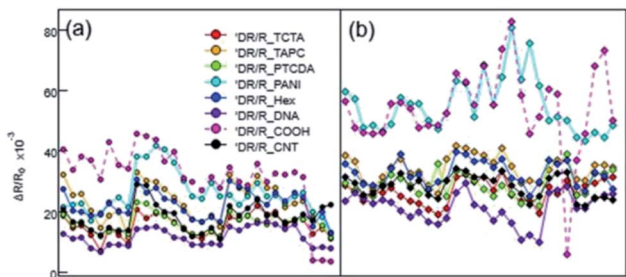 (a)
(b)
80
60
40
20
0
ΔR/R₀ x10⁻³
'DR/R_TCTA
'DR/R_TAPC
'DR/R_PTCDA
'DR/R_PANI
'DR/R_Hex
'DR/R_DNA
'DR/R_COOH
'DR/R_CNT